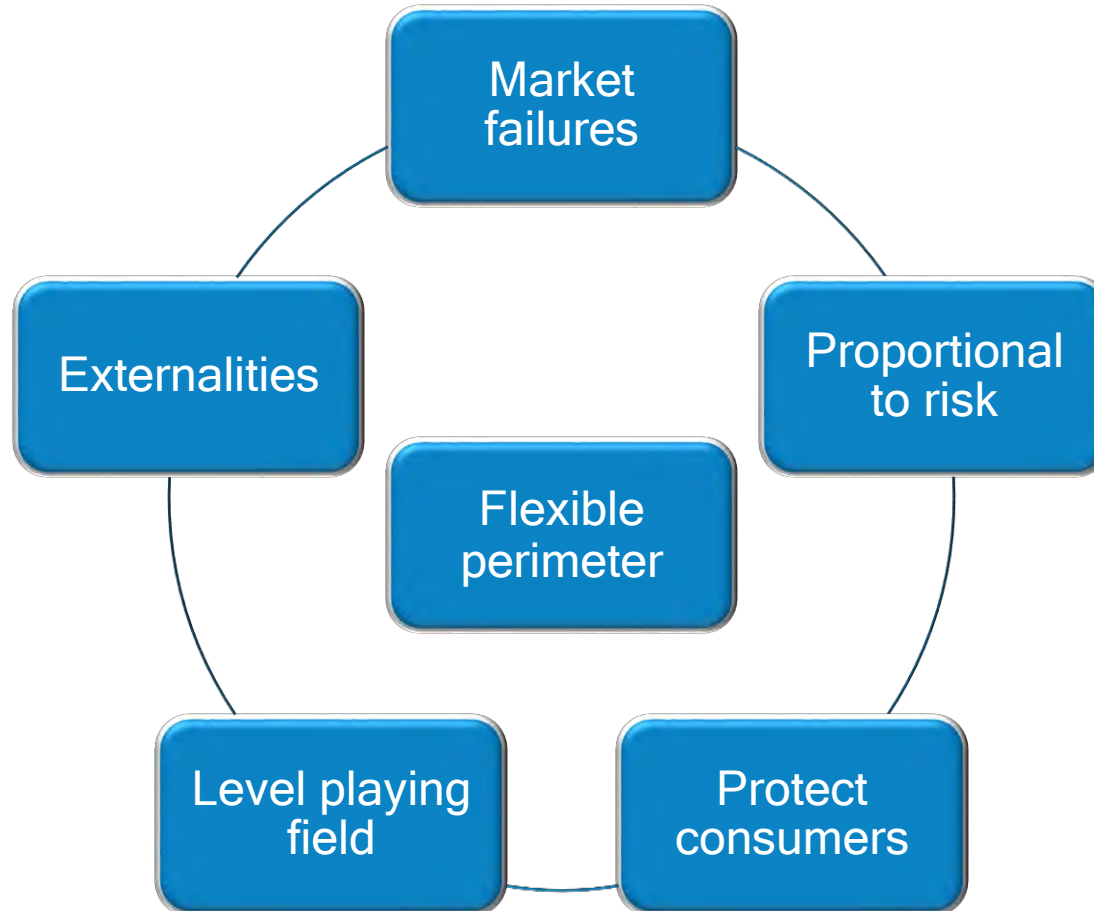 Market
failures
Externalities
Proportional
to risk
Flexible
perimeter
Level playing
field
Protect
consumers